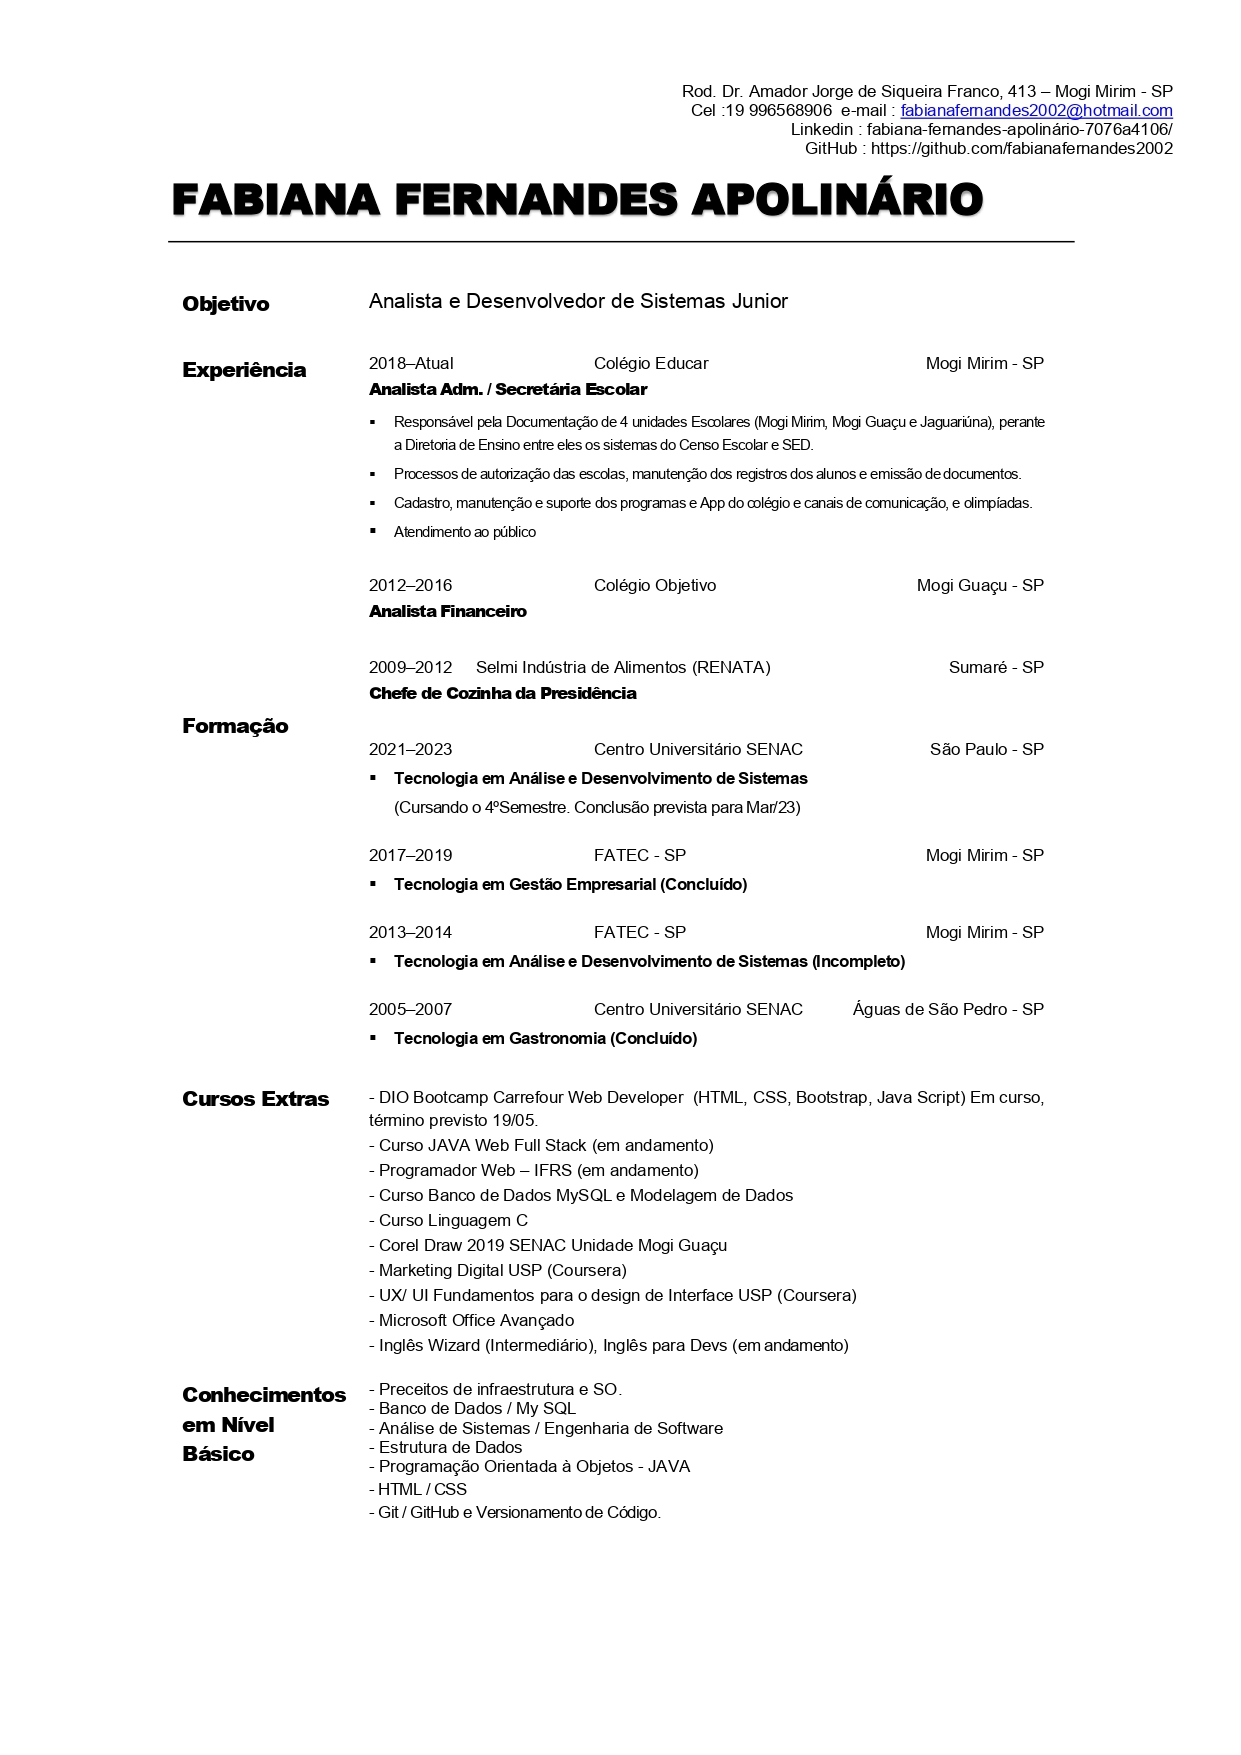 Rod. Dr. Amador Jorge de Siqueira Franco, 413 – Mogi Mirim - SP
Cel :19 996568906  e-mail : fabianafernandes2002@hotmail.com
Linkedin : fabiana-fernandes-apolinário-7076a4106/
GitHub : https://github.com/fabianafernandes2002
FABIANA FERNANDES APOLINÁRIO
Objetivo
Analista e Desenvolvedor de Sistemas Junior
Experiência
2018–Atual Colégio Educar Mogi Mirim - SP
Analista Adm. / Secretária Escolar
▪ Responsável pela Documentação de 4 unidades Escolares (Mogi Mirim, Mogi Guaçu e Jaguariúna), perante
a Diretoria de Ensino entre eles os sistemas do Censo Escolar e SED.
▪ Processos de autorização das escolas, manutenção dos registros dos alunos e emissão de documentos.
▪ Cadastro, manutenção e suporte dos programas e App do colégio e canais de comunicação, e olimpíadas.
▪ Atendimento ao público
2012–2016 Colégio Objetivo Mogi Guaçu - SP
Analista Financeiro
2009–2012 Selmi Indústria de Alimentos (RENATA) Sumaré - SP
Chefe de Cozinha da Presidência
Formação
2021–2023 Centro Universitário SENAC São Paulo - SP
▪ Tecnologia em Análise e Desenvolvimento de Sistemas
(Cursando o 4ºSemestre. Conclusão prevista para Mar/23)
2017–2019 FATEC - SP Mogi Mirim - SP
▪ Tecnologia em Gestão Empresarial (Concluído)
2013–2014 FATEC - SP Mogi Mirim - SP
▪ Tecnologia em Análise e Desenvolvimento de Sistemas (Incompleto)
2005–2007 Centro Universitário SENAC Águas de São Pedro - SP
▪ Tecnologia em Gastronomia (Concluído)
Cursos Extras
- DIO Bootcamp Carrefour Web Developer  (HTML, CSS, Bootstrap, Java Script) Em curso,
término previsto 19/05.
- Curso JAVA Web Full Stack (em andamento)
- Programador Web – IFRS (em andamento)
- Curso Banco de Dados MySQL e Modelagem de Dados
- Curso Linguagem C
- Corel Draw 2019 SENAC Unidade Mogi Guaçu
- Marketing Digital USP (Coursera)
- UX/ UI Fundamentos para o design de Interface USP (Coursera)
- Microsoft Office Avançado
- Inglês Wizard (Intermediário), Inglês para Devs (em andamento)
Conhecimentos
em Nível
Básico
- Preceitos de infraestrutura e SO.
- Banco de Dados / My SQL
- Análise de Sistemas / Engenharia de Software
- Estrutura de Dados
- Programação Orientada à Objetos - JAVA
- HTML / CSS
- Git / GitHub e Versionamento de Código.